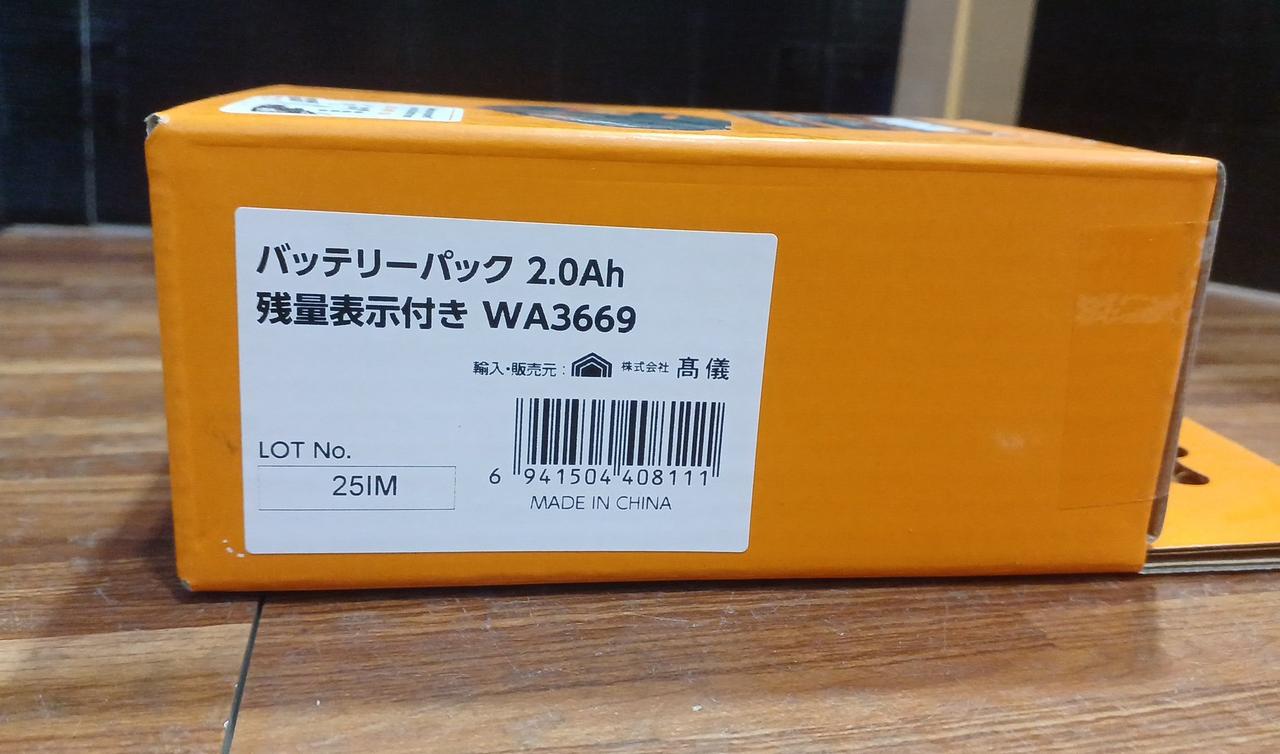 バッテリーパック 2.0Ah
残量表示付き WA3669
輸入・販売元: 株式会社 髙儀
LOT No.
25IM
6 941504 408111
MADE IN CHINA